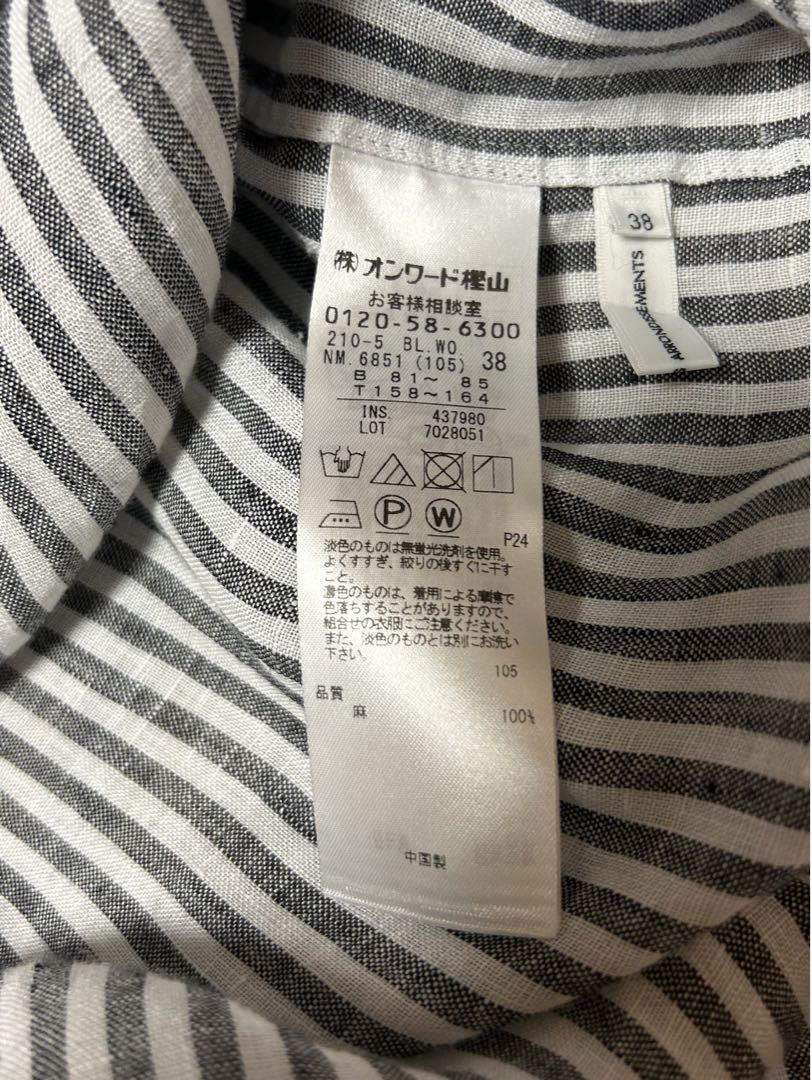 (株)オンワード樫山
お客様相談室
0120-58-6300
210-5 BL.WO. 38
NM.6851 (105)
B 81～ 85
T158～164
INS. 437980
LOT 7028051
P
W
P24
淡色のものは無蛍光洗剤を使用。
よくすすぎ、絞りの後すぐに干す
こと。
濃色のものは、着用による摩擦で
色落ちすることがありますので、
組合せの衣服にご注意ください。
また、淡色のものとは別にお洗い
下さい。
105
品質
麻 100%
中国製
38
ARRONDISSEMENTS